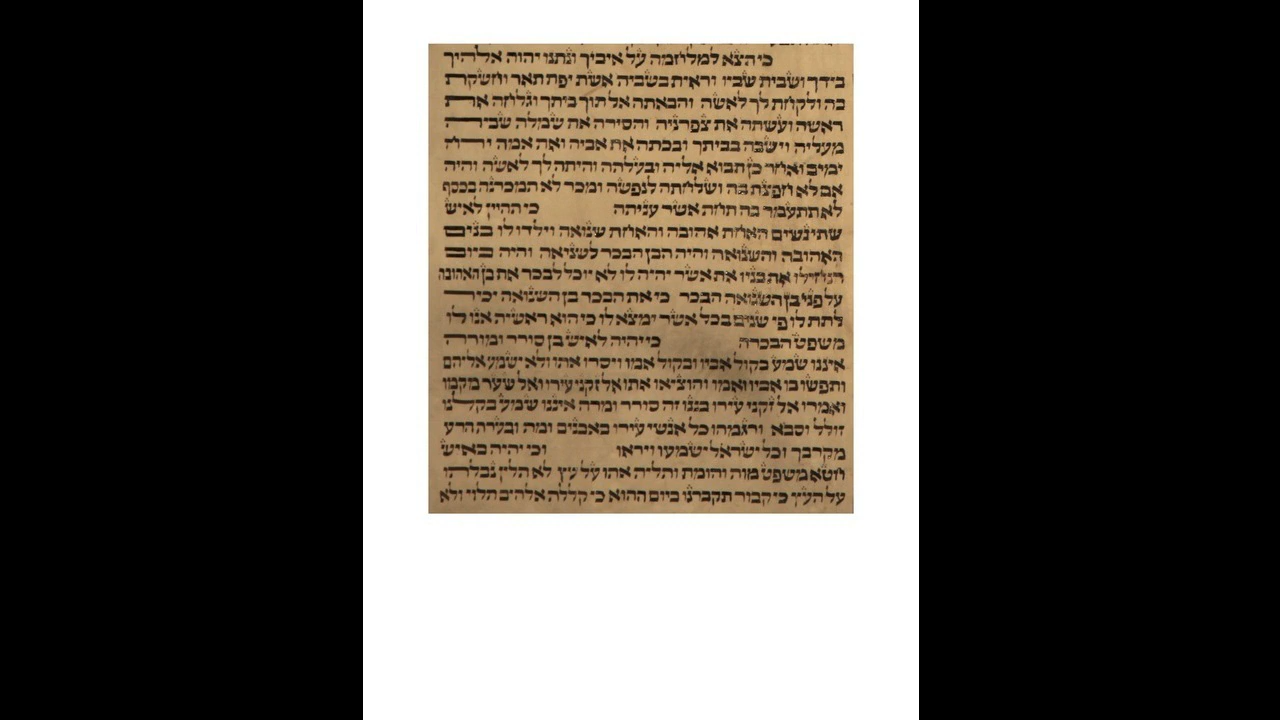 כי תצא למלחמה על איביך ונתנו יהוה אלהיך
בידך ושבית שביו וראית בשביה אשת יפת תאר וחשקת
בה ולקחת לך לאשה והבאתה אל תוך ביתך וגלחה את
ראשה ועשתה את צפרניה והסירה את שמלת שביה
מעליה וישבה בביתך ובכתה את אביה ואת אמה ירח
ימים ואחר כן תבוא אליה ובעלתה והיתה לך לאשה והיה
אם לא חפצת בה ושלחתה לנפשה ומכר לא תמכרנה בכסף
לא תתעמר בה תחת אשר עניתה כי תהיין לאיש
שתי נשים האחת אהובה והאחת שנואה וילדו לו בנים
האהובה והשנואה והיה הבן הבכר לשניאה והיה ביום
הנחילו את בניו את אשר יהיה לו לא יוכל לבכר את בן האהובה
על פני בן השנואה הבכר כי את הבכר בן השנואה יכיר
לתת לו פי שנים בכל אשר ימצא לו כי הוא ראשית אנו לו
משפט הבכרה כי יהיה לאיש בן סורר ומורה
איננו שמע בקול אביו ובקול אמו ויסרו אתו ולא ישמע אליהם
ותפשו בו אביו ואמו והוציאו אתו אל זקני עירו ואל שער מקמו
ואמרו אל זקני עירו בננו זה סורר ומרה איננו שמע בקלנו
זולל וסבא ורגמהו כל אנשי עירו באבנים ומת ובערת הרע
מקרבך וכל ישראל ישמעו ויראו וכי יהיה באיש
חטא משפט מות והומת ותלית אתו על עץ לא תלין נבלתו
על העץ כי קבור תקברנו ביום ההוא כי קללת אלהים תלוי ולא